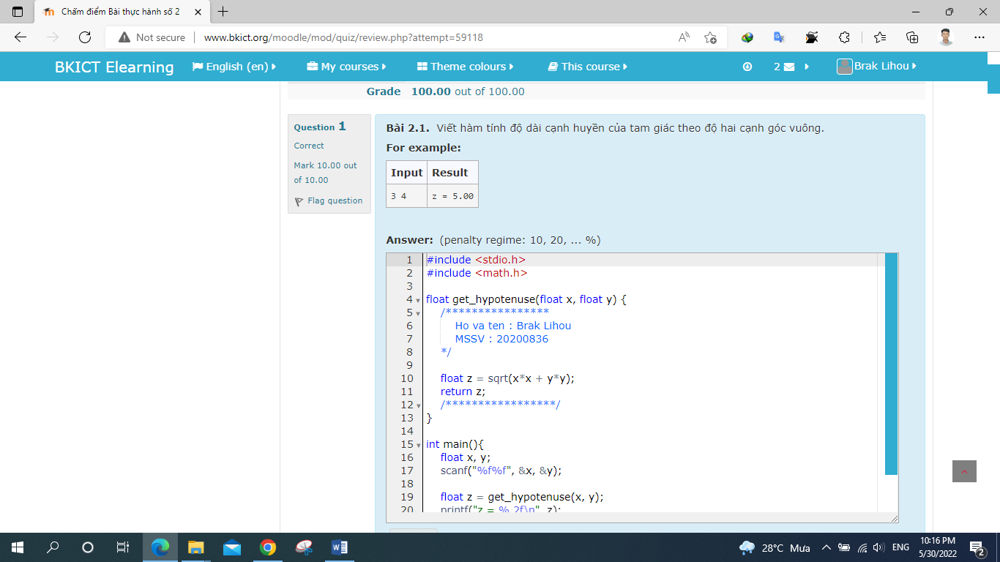 Chấm điểm Bài thực hành số 2
Not secure www.bkict.org/moodle/mod/quiz/review.php?attempt=59118
BKICT Elearning English (en) My courses Theme colours This course 2 Brak Lihou
Grade 100.00 out of 100.00
Question 1
Correct
Mark 10.00 out
of 10.00
Flag question
Bài 2.1. Viết hàm tính độ dài cạnh huyền của tam giác theo độ hai cạnh góc vuông.
For example:
Input Result
3 4 z = 5.00
Answer: (penalty regime: 10, 20, ... %)
1 #include <stdio.h>
2 #include <math.h>
3
4 float get_hypotenuse(float x, float y) {
5 /****************
6 Ho va ten : Brak Lihou
7 MSSV : 20200836
8 */
9
10 float z = sqrt(x*x + y*y);
11 return z;
12 /*****************/
13 }
14
15 int main(){
16 float x, y;
17 scanf("%f%f", &x, &y);
18
19 float z = get_hypotenuse(x, y);
20 printf("z = %.2f\n", z);
28°C Mưa ENG 10:16 PM
5/30/2022
2